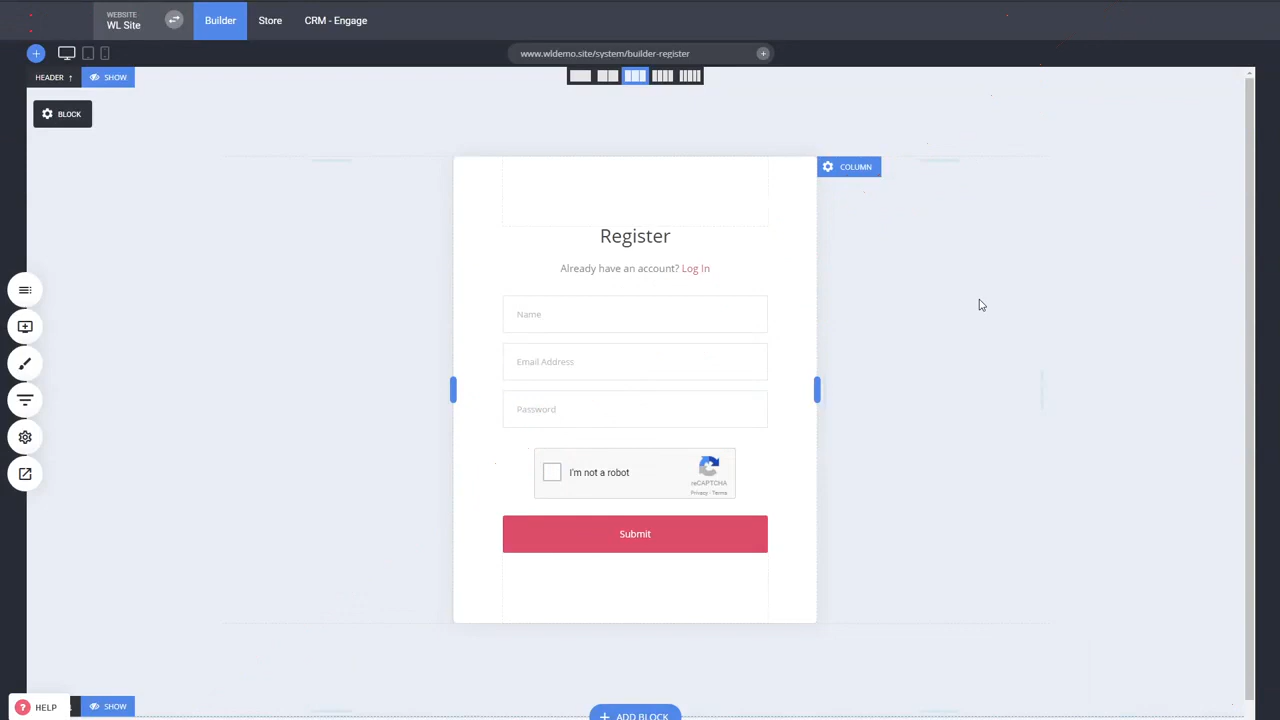 WEBSITE
WL Site
Builder
Store
CRM - Engage
www.wldemo.site/system/builder-register
HEADER ↑
SHOW
BLOCK
COLUMN
Register
Already have an account? Log In
Name
Email Address
Password
I'm not a robot
reCAPTCHA
Privacy - Terms
Submit
HELP
SHOW
+ ADD BLOCK